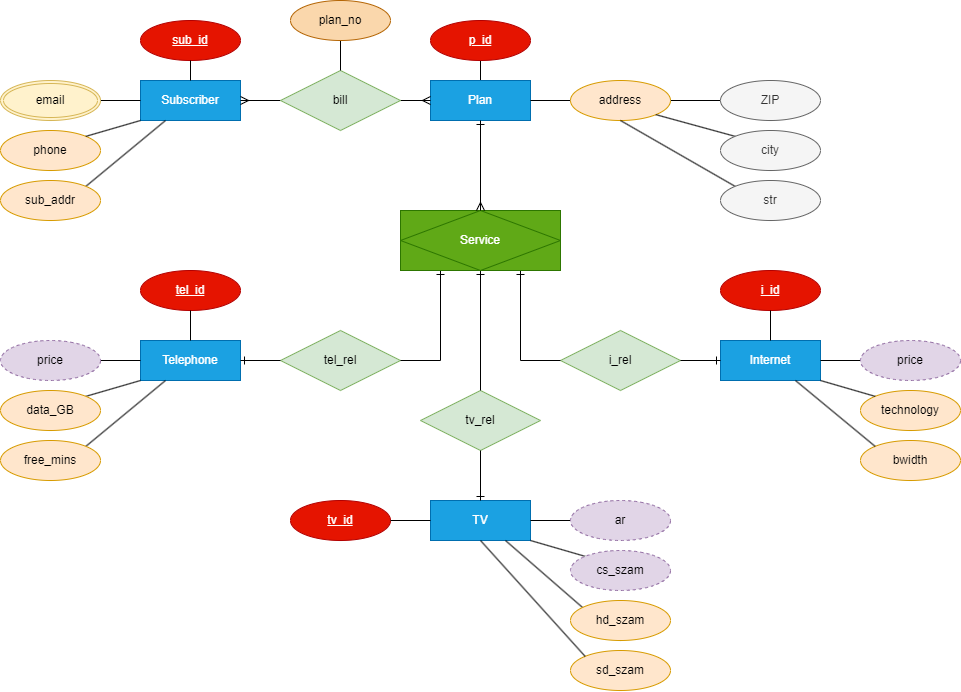 plan_no
sub_id
p_id
email
Subscriber
bill
Plan
address
ZIP
phone
city
sub_addr
str
Service
tel_id
i_id
price
Telephone
tel_rel
i_rel
Internet
price
data_GB
tv_rel
technology
free_mins
bwidth
tv_id
TV
ar
cs_szam
hd_szam
sd_szam